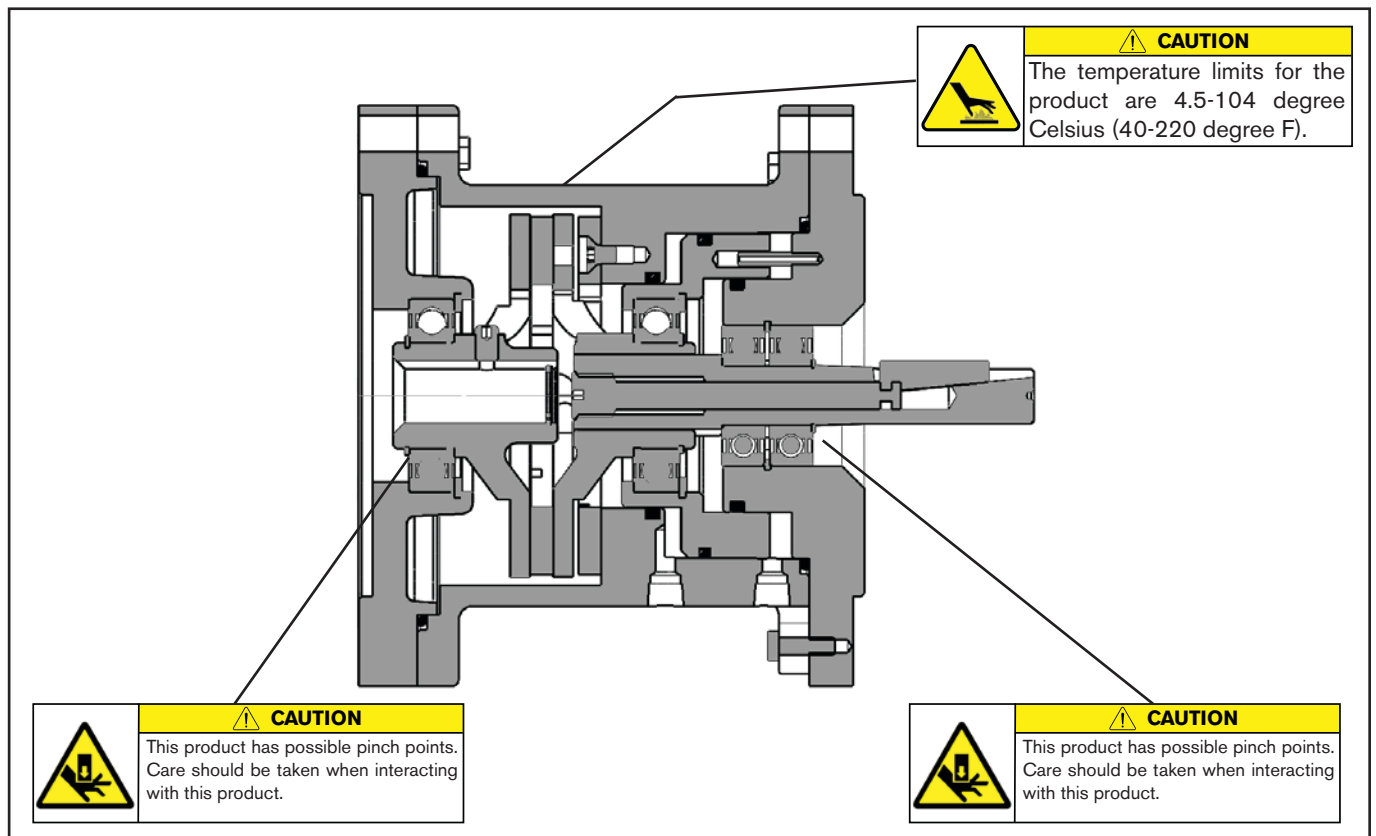 CAUTION
The temperature limits for the
product are 4.5-104 degree
Celsius (40-220 degree F).
CAUTION
This product has possible pinch points.
Care should be taken when interacting
with this product.
CAUTION
This product has possible pinch points.
Care should be taken when interacting
with this product.